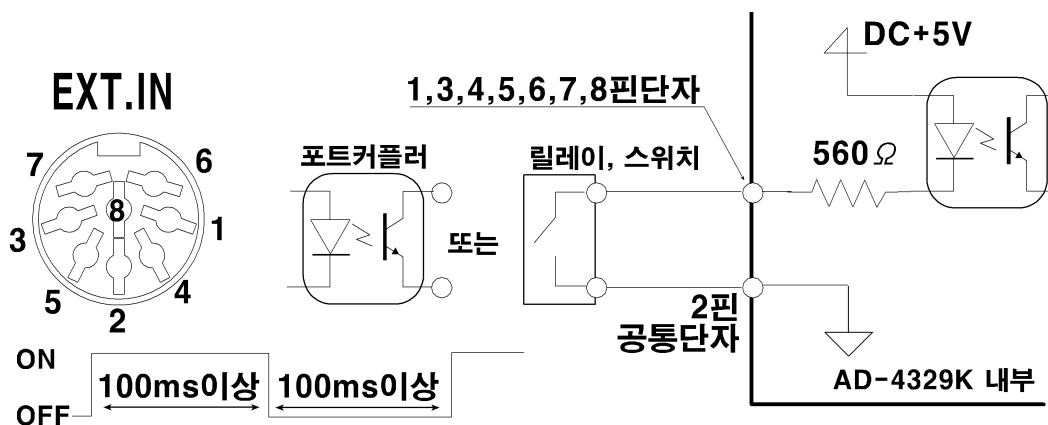 DC+5V
EXT.IN
1,3,4,5,6,7,8핀단자
7
6
포트커플러
릴레이, 스위치
560Ω
8
3
1
또는
5
4
2
2핀
공통단자
ON
100ms이상
100ms이상
AD-4329K 내부
OFF